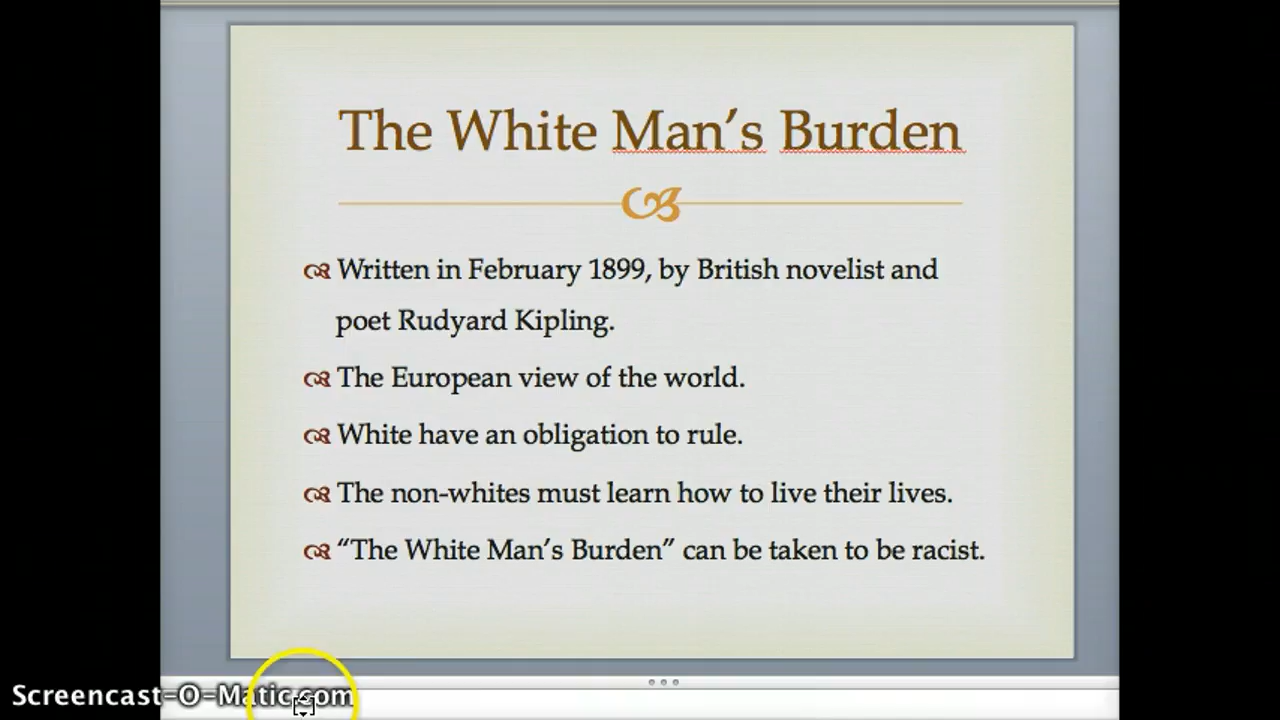 The White Man’s Burden
Written in February 1899, by British novelist and
poet Rudyard Kipling.
The European view of the world.
White have an obligation to rule.
The non-whites must learn how to live their lives.
“The White Man’s Burden” can be taken to be racist.
Screencast-O-Matic.com